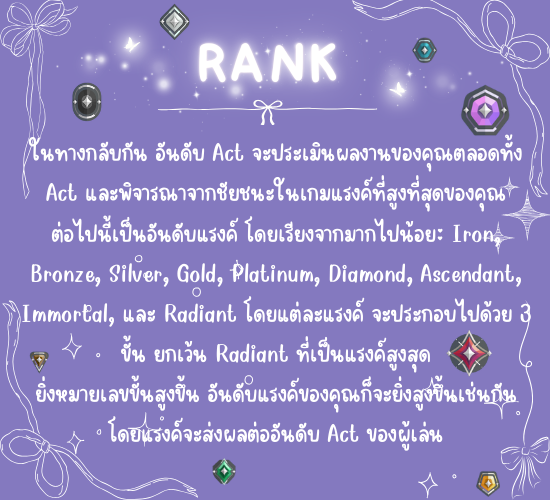 RANK
ในทางกลับกัน อันดับ Act จะประเมินผลงานของคุณตลอดทั้ง
Act และพิจารณาจากชัยชนะในเกมแรงค์ที่สูงที่สุดของคุณ
ต่อไปนี้เป็นอันดับแรงค์ โดยเรียงจากมากไปน้อย: Iron,
Bronze, Silver, Gold, Platinum, Diamond, Ascendant,
Immortal, และ Radiant โดยแต่ละแรงค์ จะประกอบไปด้วย 3
ขั้น ยกเว้น Radiant ที่เป็นแรงค์สูงสุด
ยิ่งหมายเลขขั้นสูงขึ้น อันดับแรงค์ของคุณก็จะยิ่งสูงขึ้นเช่นกัน
โดยแรงค์จะส่งผลต่ออันดับ Act ของผู้เล่น